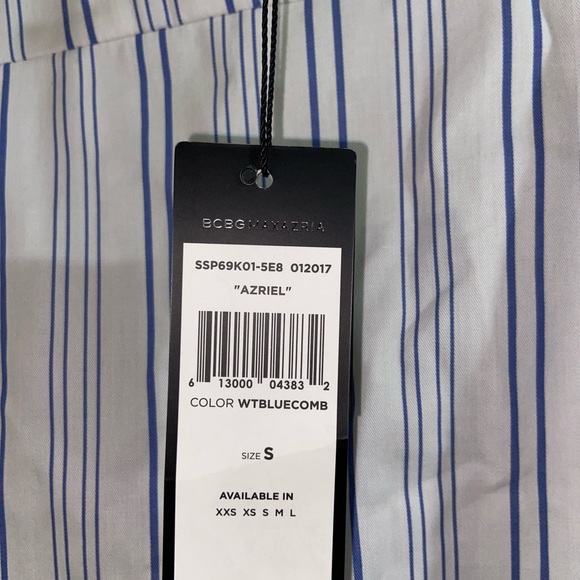 BCBGMAXAZRIA
SSP69K01-5E8 012017
"AZRIEL"
6 13000 04383 2
COLOR WTBLUECOMB
SIZE S
AVAILABLE IN
XXS XS S M L